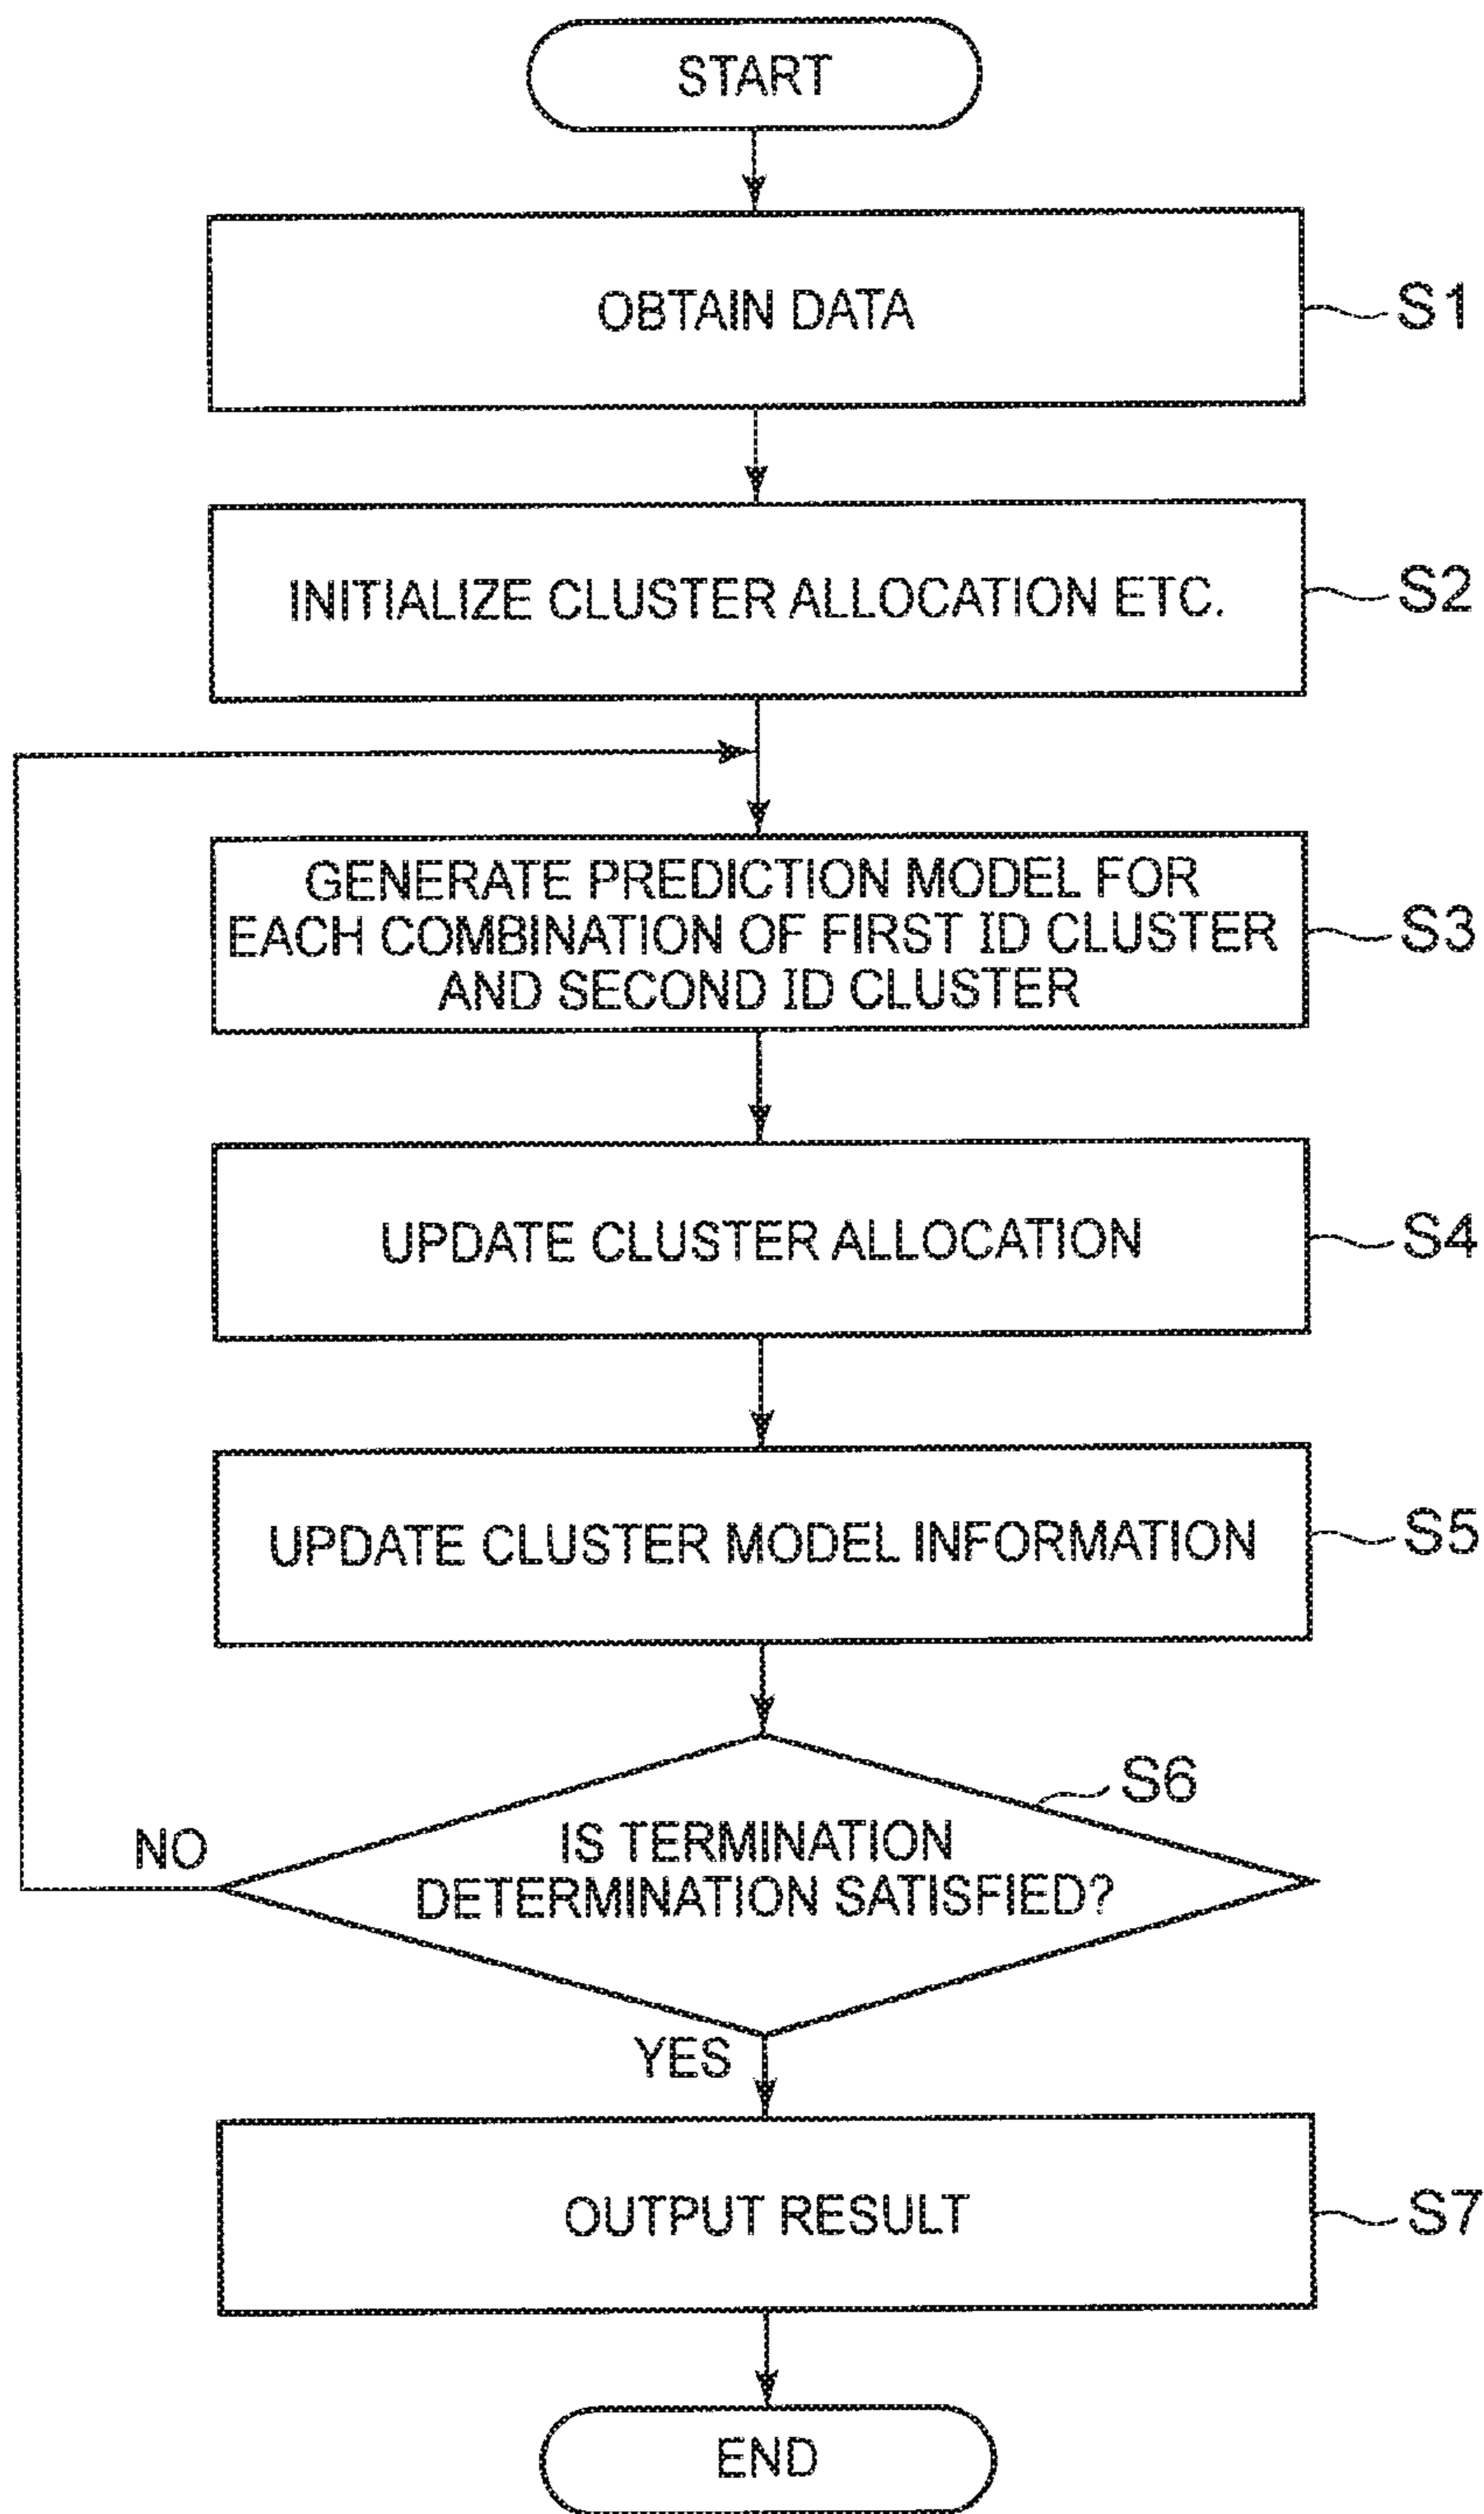 START
OBTAIN DATA
S1
INITIALIZE CLUSTER ALLOCATION ETC.
S2
GENERATE PREDICTION MODEL FOR
EACH COMBINATION OF FIRST ID CLUSTER
AND SECOND ID CLUSTER
S3
UPDATE CLUSTER ALLOCATION
S4
UPDATE CLUSTER MODEL INFORMATION
S5
S6
IS TERMINATION
DETERMINATION SATISFIED?
NO
YES
OUTPUT RESULT
S7
END